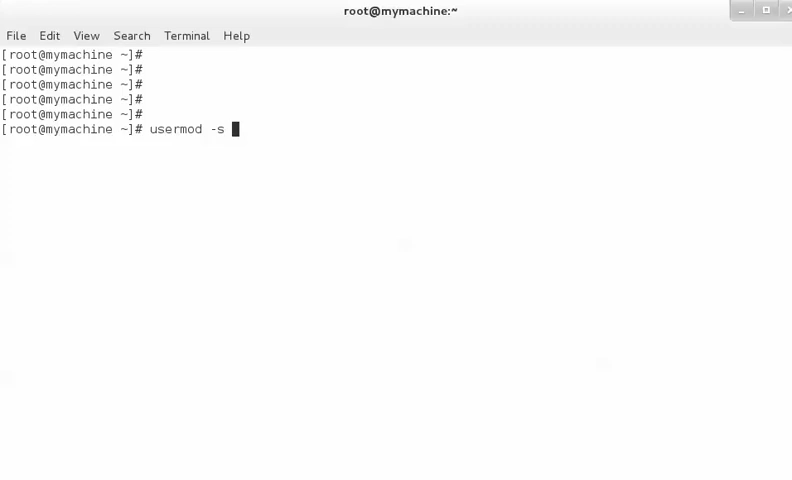 root@mymachine:~
File Edit View Search Terminal Help
[root@mymachine ~]#
[root@mymachine ~]#
[root@mymachine ~]#
[root@mymachine ~]#
[root@mymachine ~]#
[root@mymachine ~]# usermod -s